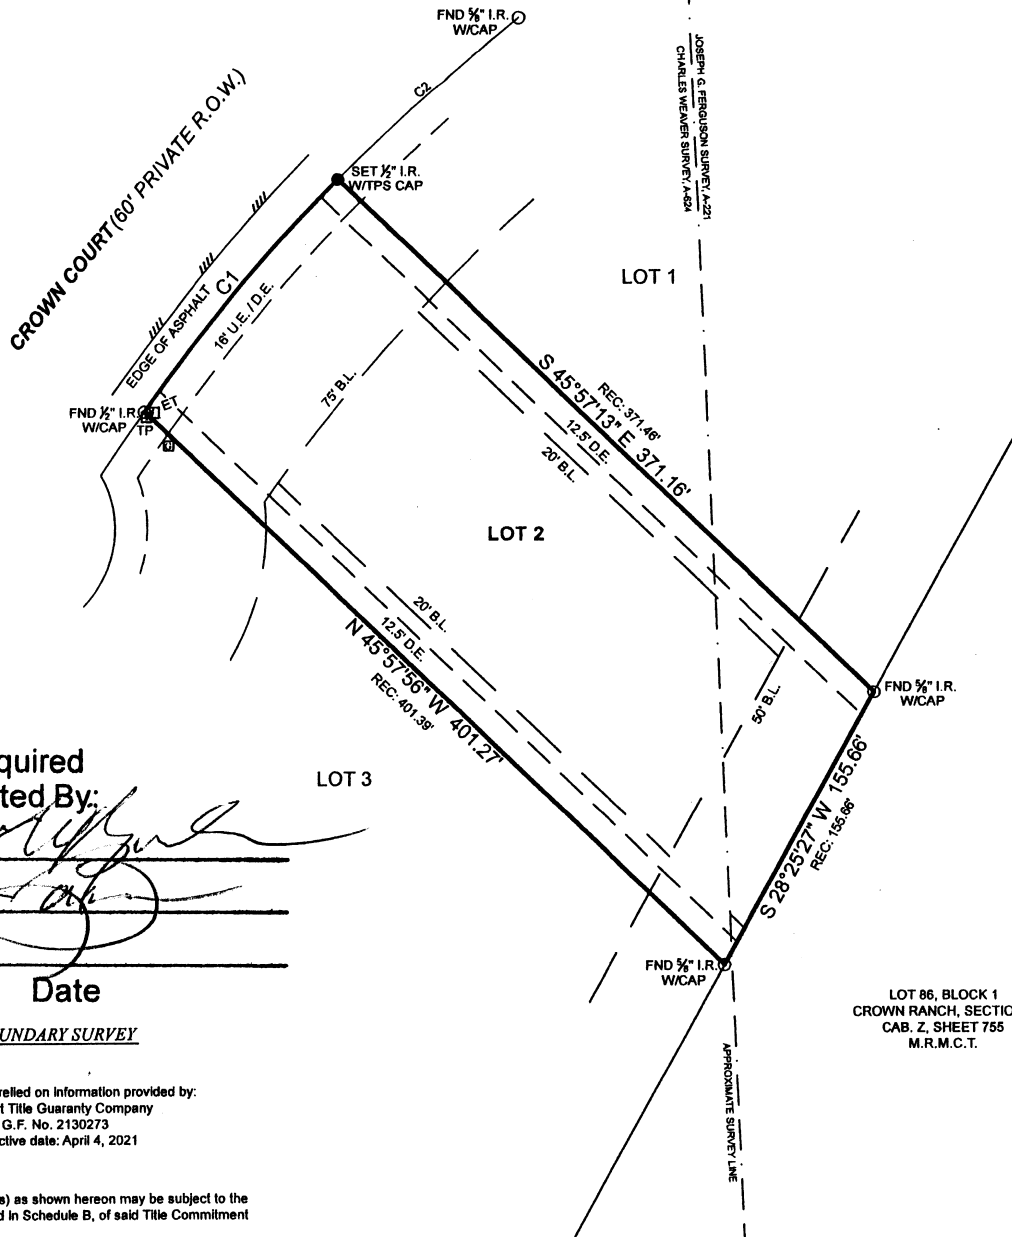 FND ⅝" I.R.
W/CAP
C2
JOSEPH G. FERGUSON SURVEY, A-221
CHARLES WEAVER SURVEY, A-624
CROWN COURT (60' PRIVATE R.O.W.)
SET ½" I.R.
W/TPS CAP
LOT 1
C1
EDGE OF ASPHALT
16' U.E. / D.E.
75' B.L.
FND ½" I.R.
W/CAP
ET
TP
S 45°57'13" E 371.16'
REC: 371.46'
12.5' D.E.
20' B.L.
LOT 2
20' B.L.
12.5' D.E.
N 45°57'56" W 401.27'
REC: 401.39'
50' B.L.
FND ⅝" I.R.
W/CAP
S 28°25'27" W 155.66'
REC: 155.66'
LOT 3
FND ⅝" I.R.
W/CAP
quired
ted By:
Date
UNDARY SURVEY
relied on information provided by:
t Title Guaranty Company
G.F. No. 2130273
ctive date: April 4, 2021
s) as shown hereon may be subject to the
d in Schedule B, of said Title Commitment
LOT 86, BLOCK 1
CROWN RANCH, SECTIO
CAB. Z, SHEET 755
M.R.M.C.T.
APPROXIMATE SURVEY LINE